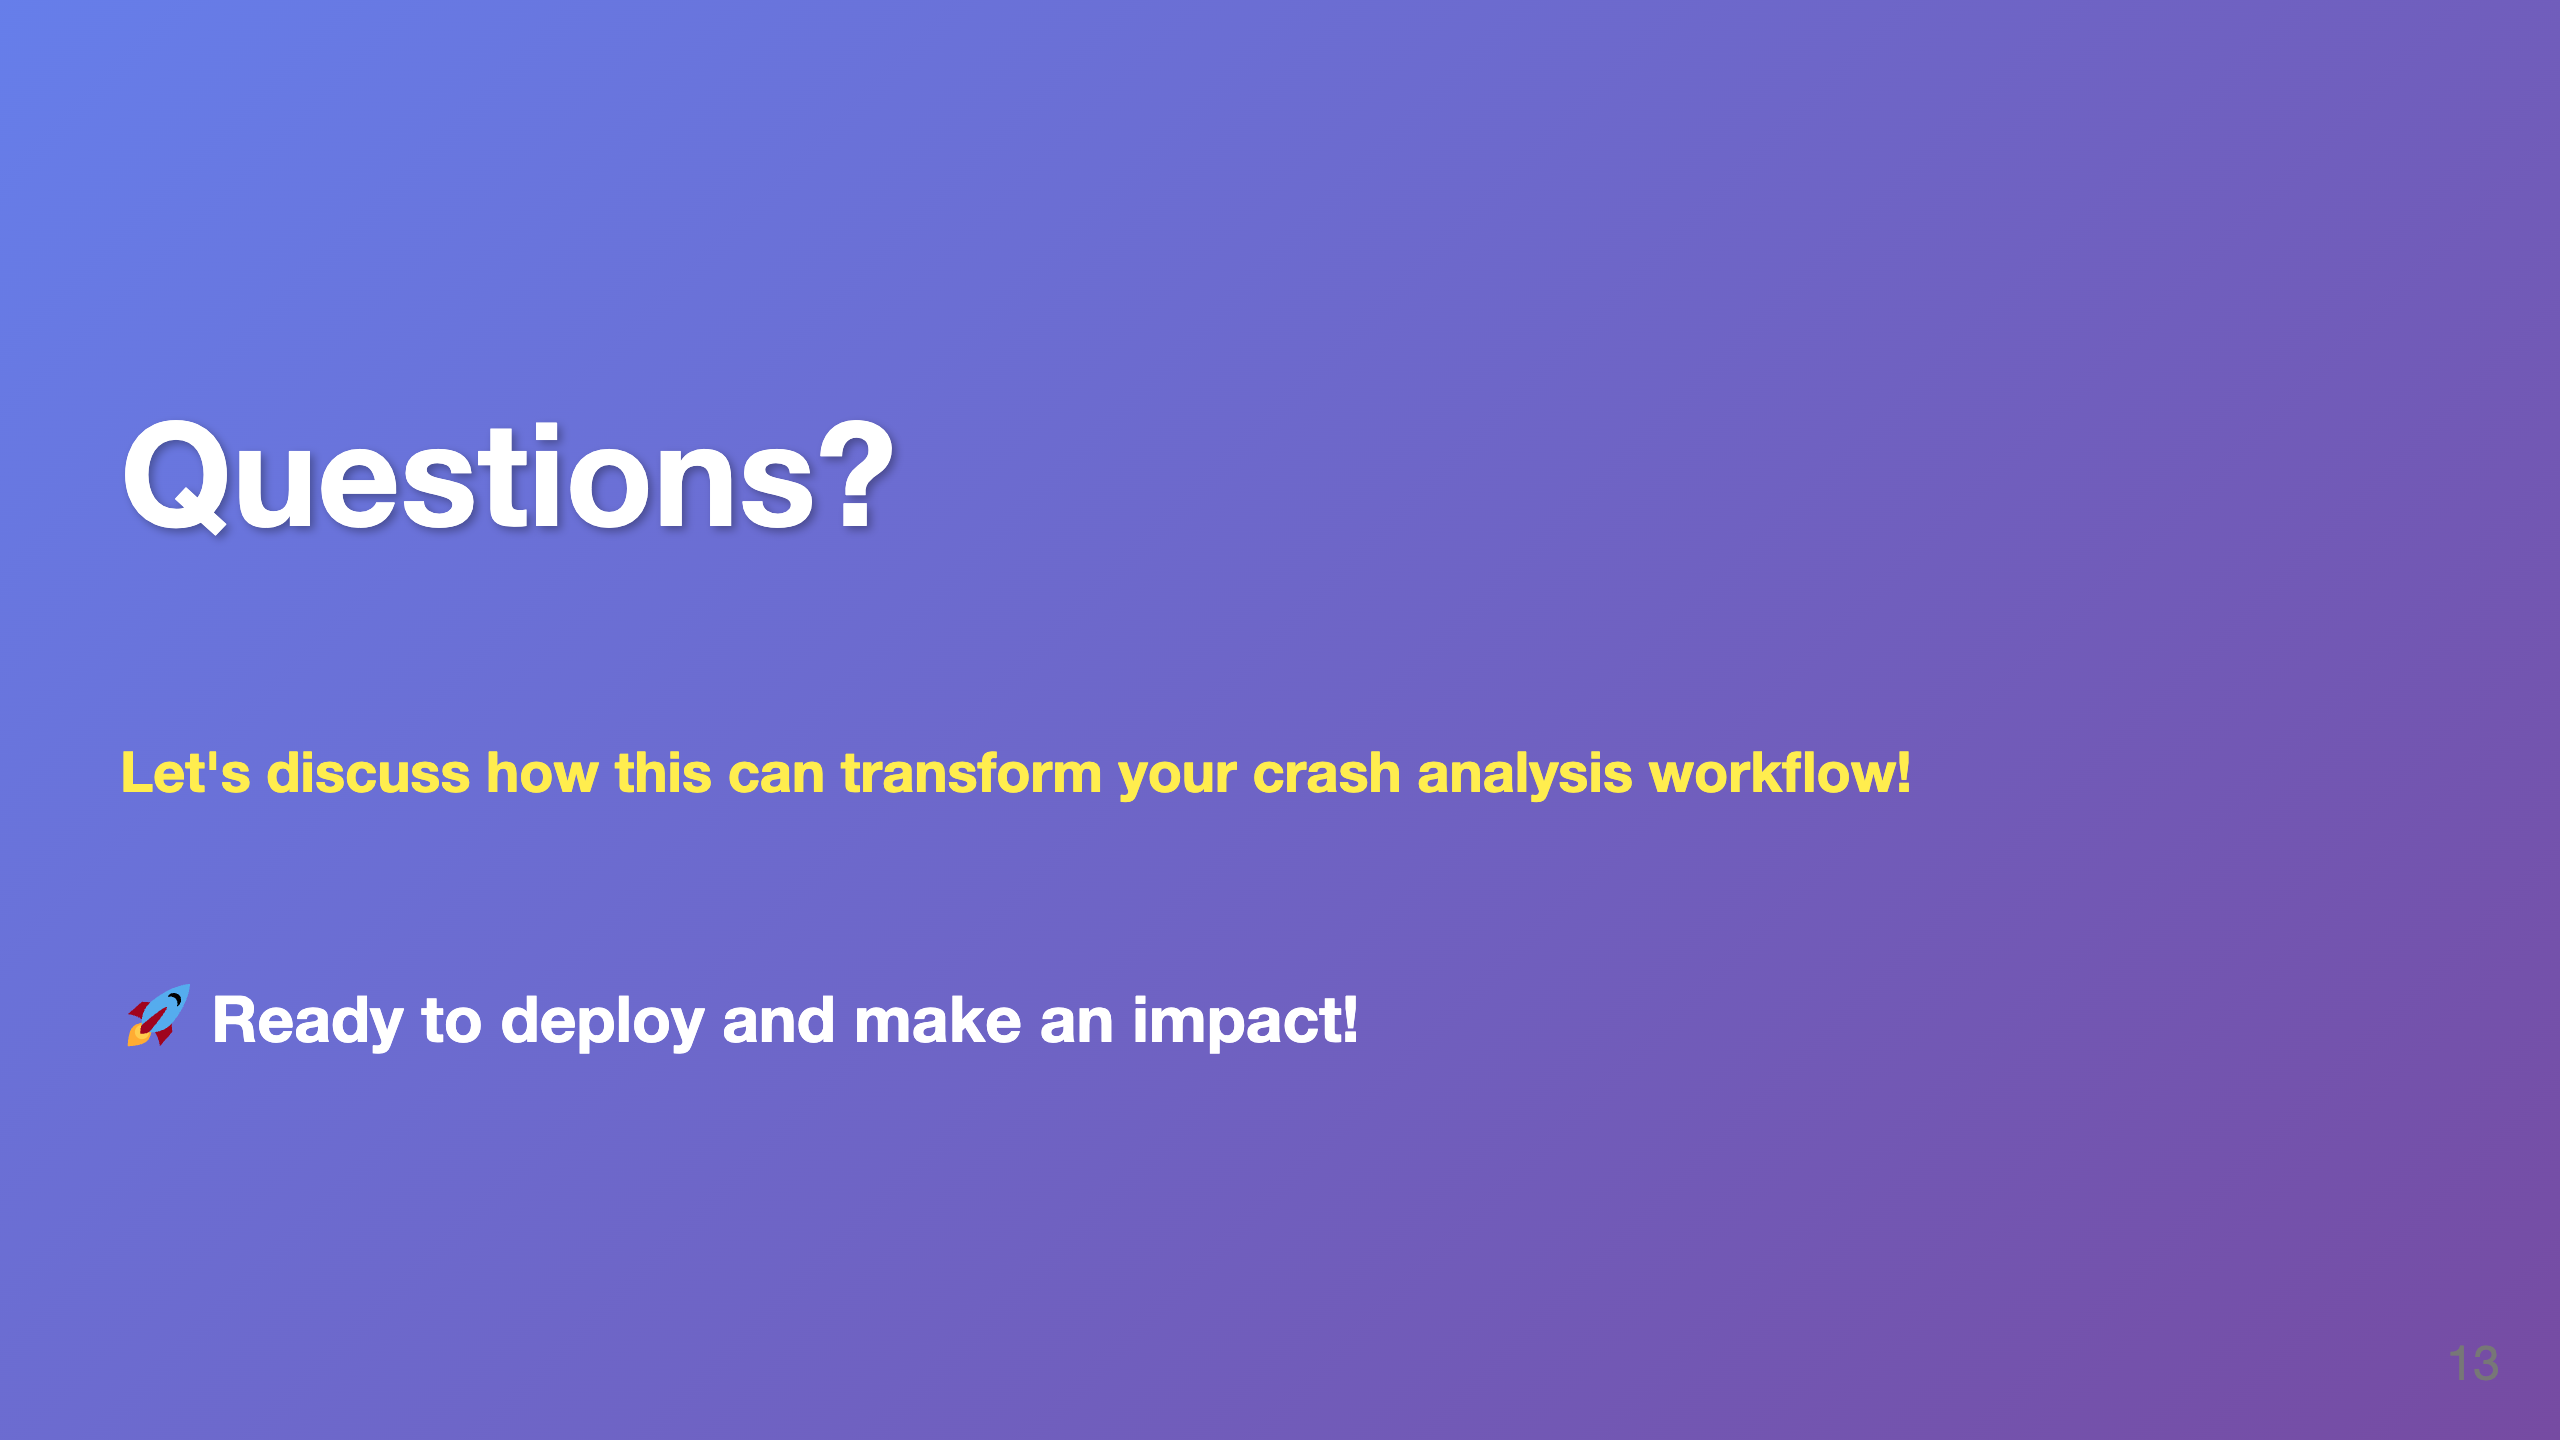 Questions?
Let's discuss how this can transform your crash analysis workflow!
🚀 Ready to deploy and make an impact!
13